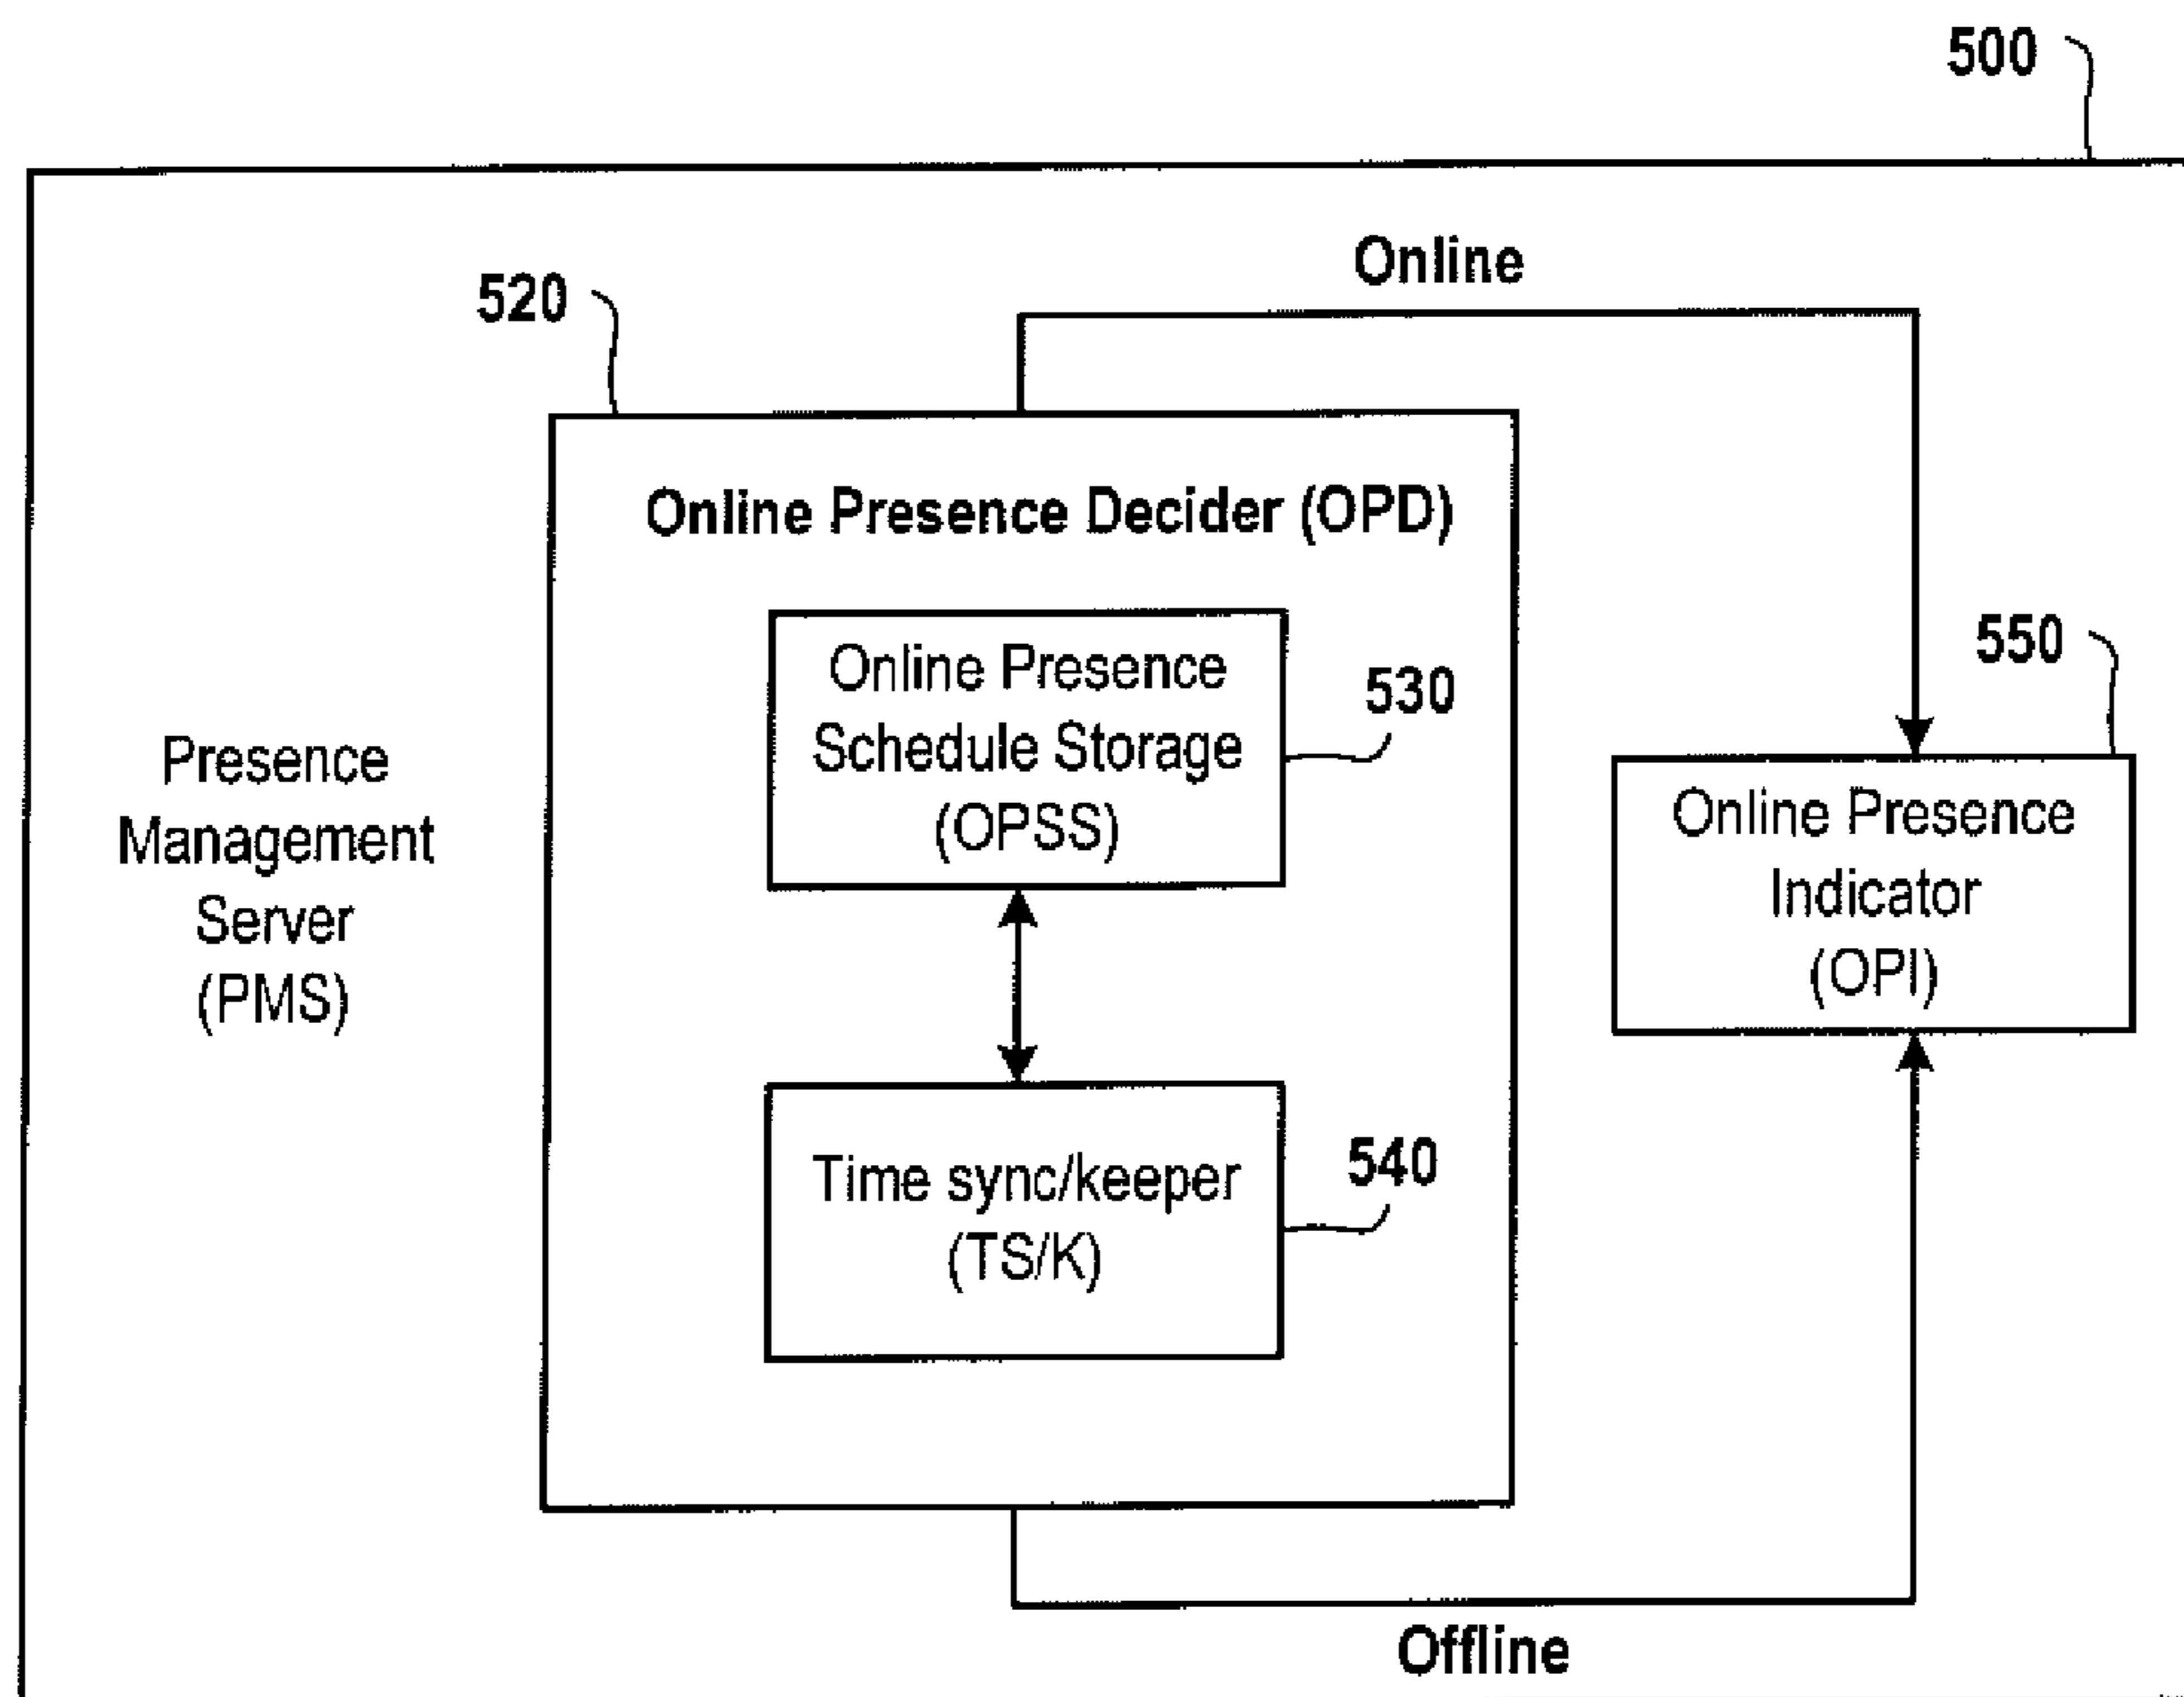 500
Online
520
Online Presence Decider (OPD)
Online Presence
Schedule Storage
(OPSS)
530
550
Presence
Management
Server
(PMS)
Online Presence
Indicator
(OPI)
Time sync/keeper
(TS/K)
540
Offline